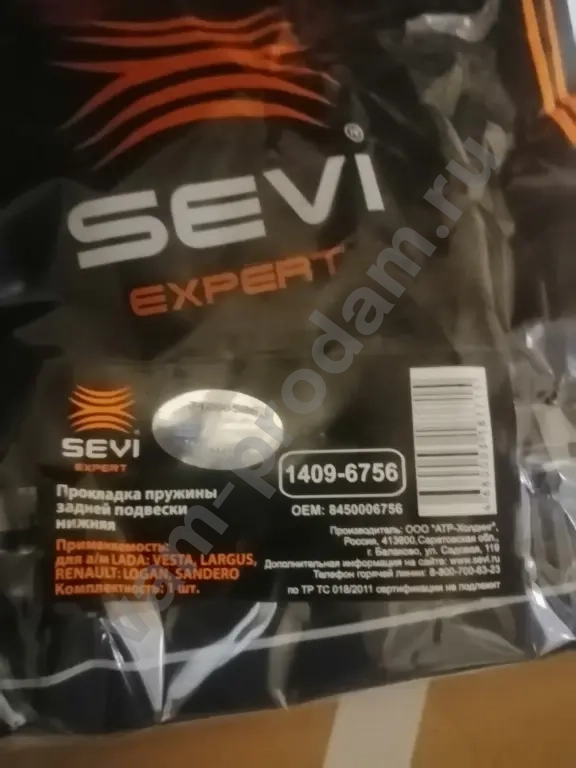 SEVI®
EXPERT
SEVI
EXPERT
1409-6756
OEM: 8450006756
Прокладка пружины
задней подвески
нижняя
Применяемость:
для а/м LADA: VESTA, LARGUS,
RENAULT: LOGAN, SANDERO
Комплектность: 1 шт.
Производитель: ООО "АТР-Холдинг",
Россия, 413800, Саратовская обл.,
г. Балаково, ул. Садовая, 119
Дополнительная информация на сайте: www.sevi.ru
Телефон горячей линии: 8-800-700-63-23
по ТР ТС 018/2011 сертификации не подлежит